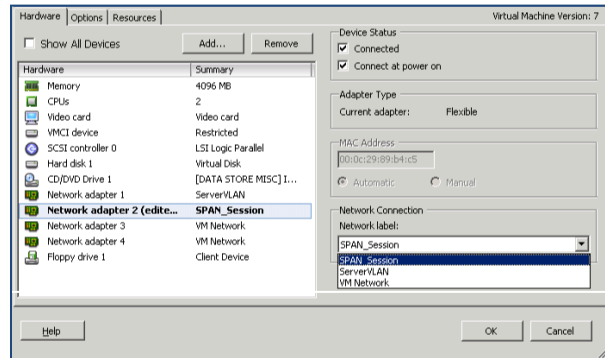 Hardware Options Resources Virtual Machine Version: 7
Show All Devices Add... Remove
Hardware Summary
Memory 4096 MB
CPUs 2
Video card Video card
VMCI device Restricted
SCSI controller 0 LSI Logic Parallel
Hard disk 1 Virtual Disk
CD/DVD Drive 1 [DATA STORE MISC] I...
Network adapter 1 ServerVLAN
Network adapter 2 (edite... SPAN_Session
Network adapter 3 VM Network
Network adapter 4 VM Network
Floppy drive 1 Client Device
Device Status
Connected
Connect at power on
Adapter Type
Current adapter: Flexible
MAC Address
00:0c:29:89:b4:c5
Automatic Manual
Network Connection
Network label:
SPAN_Session
SPAN_Session
ServerVLAN
VM Network
Help OK Cancel